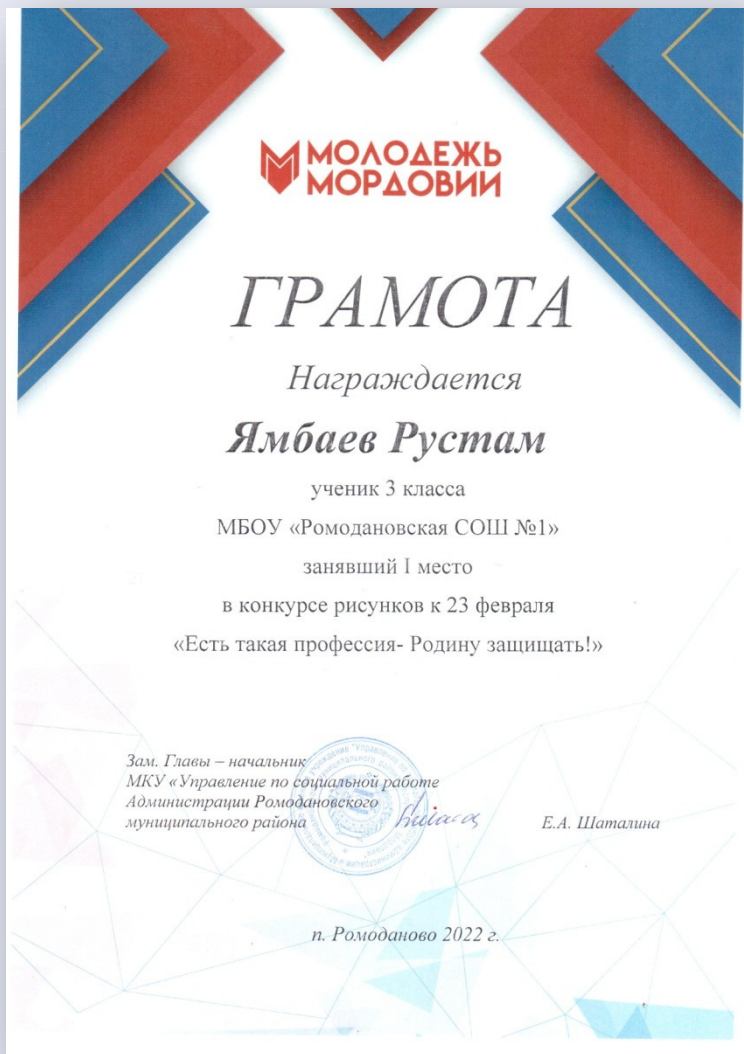 МОЛОДЕЖЬ
МОРДОВИИ
ГРАМОТА
Награждается
Ямбаев Рустам
ученик 3 класса
МБОУ «Ромодановская СОШ №1»
занявший I место
в конкурсе рисунков к 23 февраля
«Есть такая профессия- Родину защищать!»
Зам. Главы – начальник
МКУ «Управление по социальной работе
Администрации Ромодановского
муниципального района
Е.А. Шаталина
п. Ромоданово 2022 г.